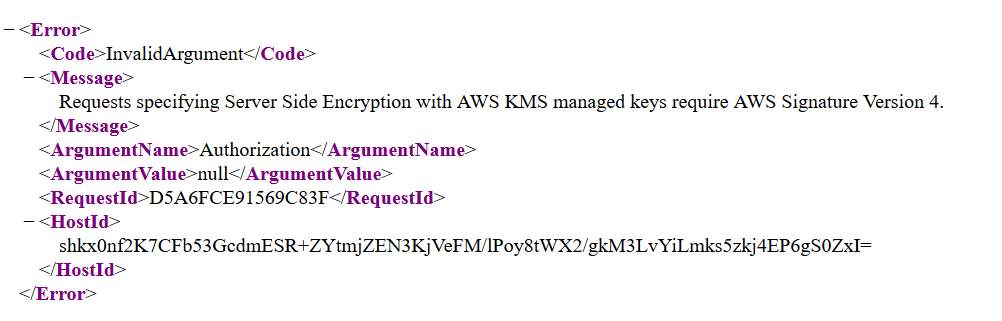 − <Error>
<Code>InvalidArgument</Code>
− <Message>
Requests specifying Server Side Encryption with AWS KMS managed keys require AWS Signature Version 4.
</Message>
<ArgumentName>Authorization</ArgumentName>
<ArgumentValue>null</ArgumentValue>
<RequestId>D5A6FCE91569C83F</RequestId>
− <HostId>
shkx0nf2K7CFb53GcdmESR+ZYtmjZEN3KjVeFM/lPoy8tWX2/gkM3LvYiLmks5zkj4EP6gS0ZxI=
</HostId>
</Error>